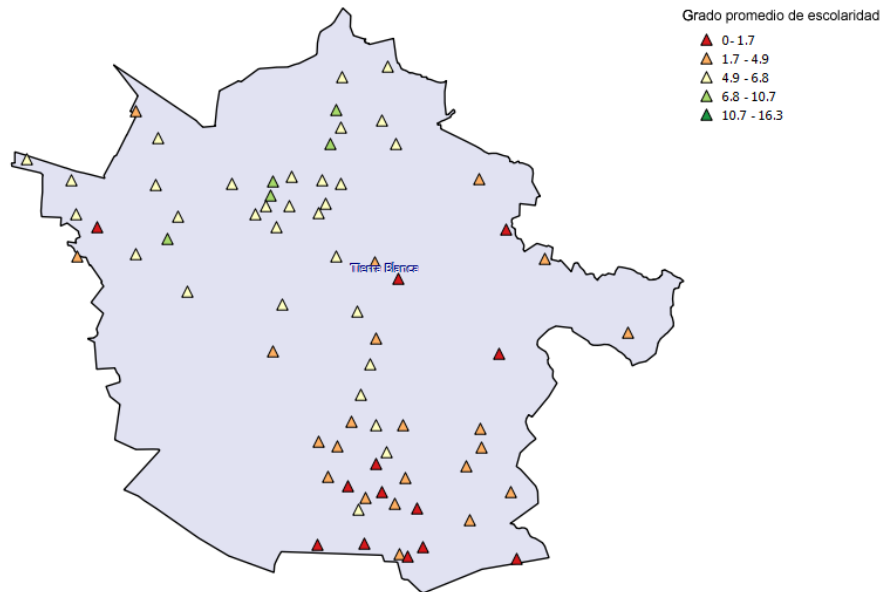 Grado promedio de escolaridad
0- 1.7
1.7 - 4.9
4.9 - 6.8
6.8 - 10.7
10.7 - 16.3
Tierra Blanca